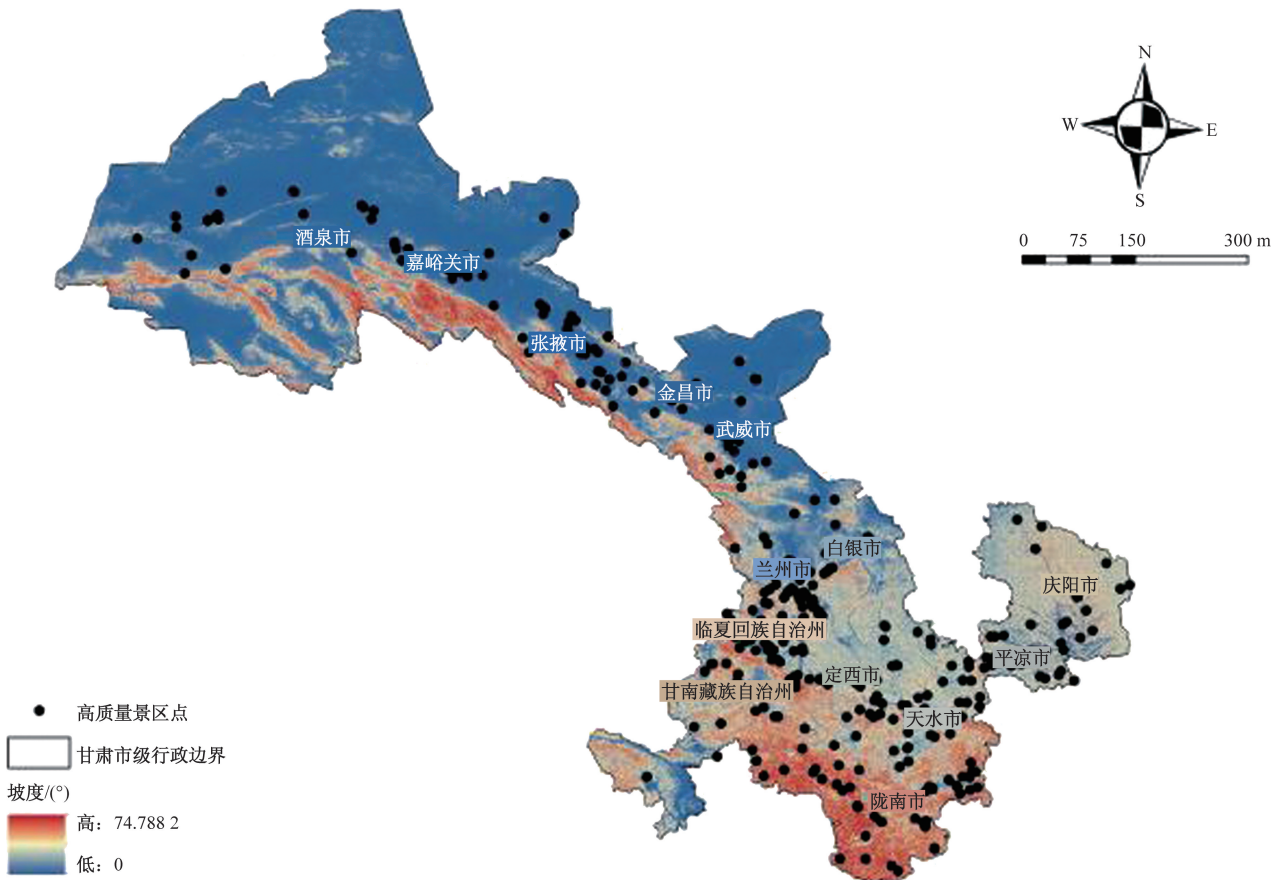 N
W
E
S
0 75 150 300 m
酒泉市
嘉峪关市
张掖市
金昌市
武威市
白银市
兰州市
庆阳市
临夏回族自治州
平凉市
定西市
甘南藏族自治州
天水市
陇南市
高质量景区点
甘肃市级行政边界
坡度/(°)
高：74.788 2
低：0